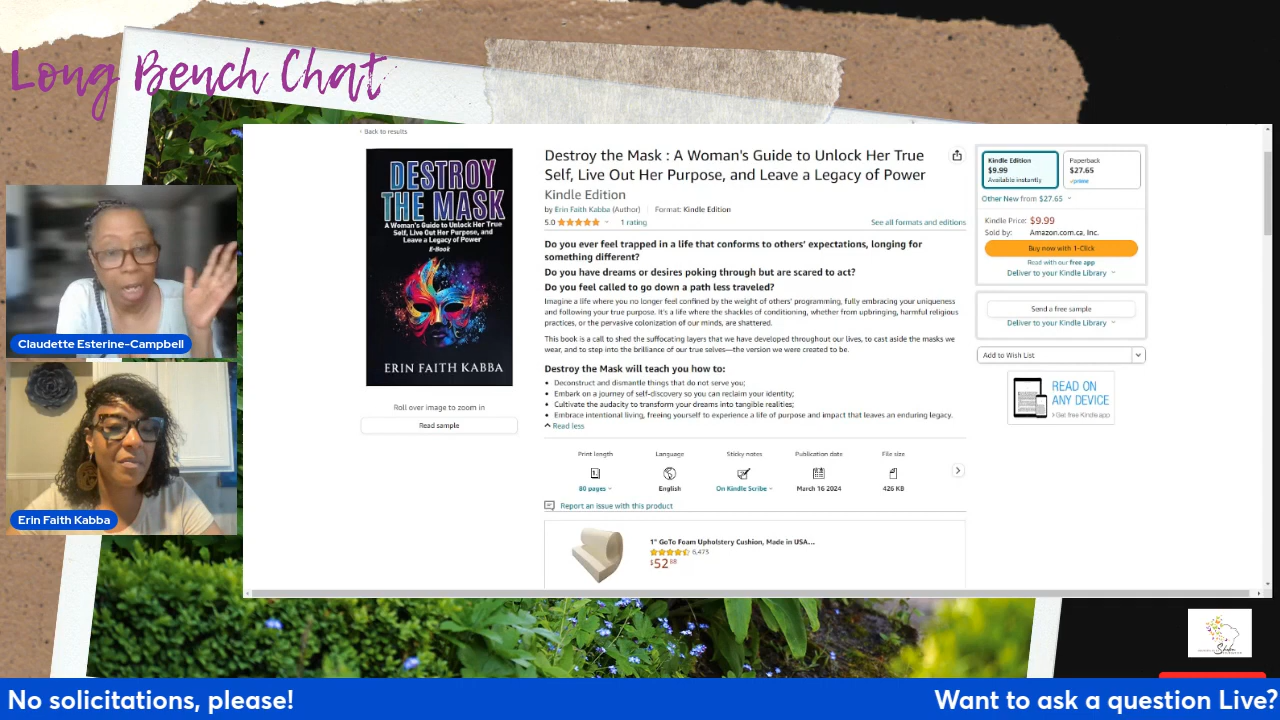 Long Bench Chat
Claudette Esterine-Campbell
Erin Faith Kabba
‹ Back to results
DESTROY
THE MASK
A Woman's Guide to Unlock Her True
Self, Live Out Her Purpose, and
Leave a Legacy of Power
E-Book
ERIN FAITH KABBA
Roll over image to zoom in
Read sample
Destroy the Mask : A Woman's Guide to Unlock Her True
Self, Live Out Her Purpose, and Leave a Legacy of Power
Kindle Edition
by Erin Faith Kabba (Author) Format: Kindle Edition
5.0 1 rating
See all formats and editions
Do you ever feel trapped in a life that conforms to others' expectations, longing for
something different?
Do you have dreams or desires poking through but are scared to act?
Do you feel called to go down a path less traveled?
Imagine a life where you no longer feel confined by the weight of others' programming, fully embracing your uniqueness
and following your true purpose. It's a life where the shackles of conditioning, whether from upbringing, harmful religious
practices, or the pervasive colonization of our minds, are shattered.
This book is a call to shed the suffocating layers that we have developed throughout our lives, to cast aside the masks we
wear, and to step into the brilliance of our true selves—the version we were created to be.
Destroy the Mask will teach you how to:
• Deconstruct and dismantle things that do not serve you;
• Embark on a journey of self-discovery so you can reclaim your identity;
• Cultivate the audacity to transform your dreams into tangible realities;
• Embrace intentional living, freeing yourself to experience a life of purpose and impact that leaves an enduring legacy.
Read less
Print length
80 pages
Language
English
Sticky notes
On Kindle Scribe
Publication date
March 16 2024
File size
426 KB
Report an issue with this product
1" GoTo Foam Upholstery Cushion, Made in USA...
6,473
$52 88
Kindle Edition
$9.99
Available instantly
Paperback
$27.65
prime
Other New from $27.65
Kindle Price: $9.99
Sold by: Amazon.com.ca, Inc.
Buy now with 1-Click
Read with our free app
Deliver to your Kindle Library
Send a free sample
Deliver to your Kindle Library
Add to Wish List
READ ON
ANY DEVICE
› Get free Kindle app
No solicitations, please!
Want to ask a question Live?